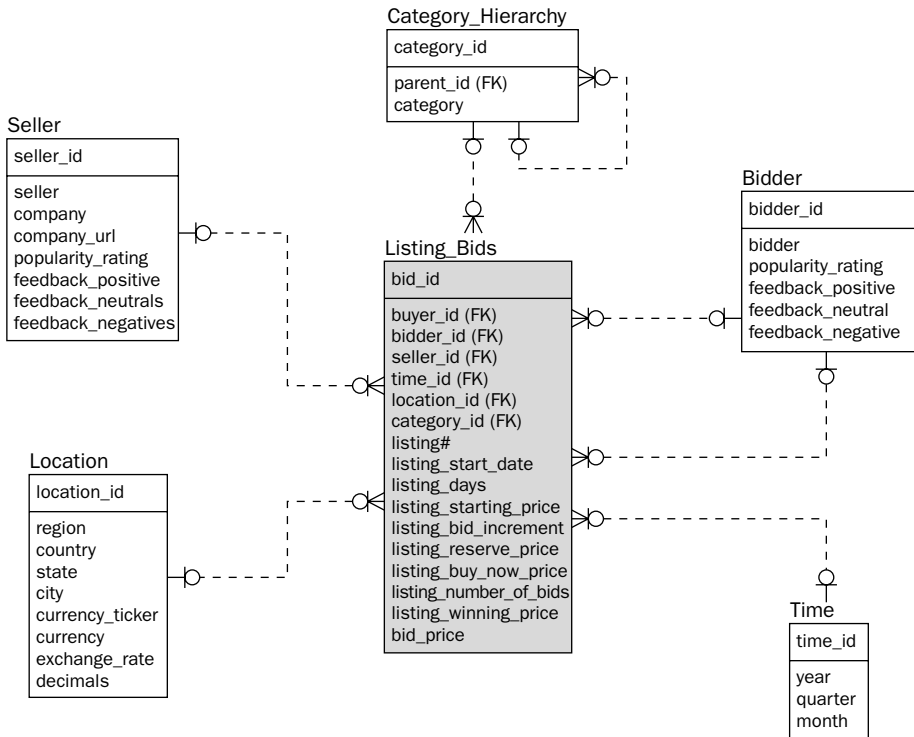 Category_Hierarchy
category_id
parent_id (FK)
category
Seller
seller_id
seller
company
company_url
popularity_rating
feedback_positive
feedback_neutrals
feedback_negatives
Bidder
bidder_id
bidder
popularity_rating
feedback_positive
feedback_neutral
feedback_negative
Listing_Bids
bid_id
buyer_id (FK)
bidder_id (FK)
seller_id (FK)
time_id (FK)
location_id (FK)
category_id (FK)
listing#
listing_start_date
listing_days
listing_starting_price
listing_bid_increment
listing_reserve_price
listing_buy_now_price
listing_number_of_bids
listing_winning_price
bid_price
Location
location_id
region
country
state
city
currency_ticker
currency
exchange_rate
decimals
Time
time_id
year
quarter
month